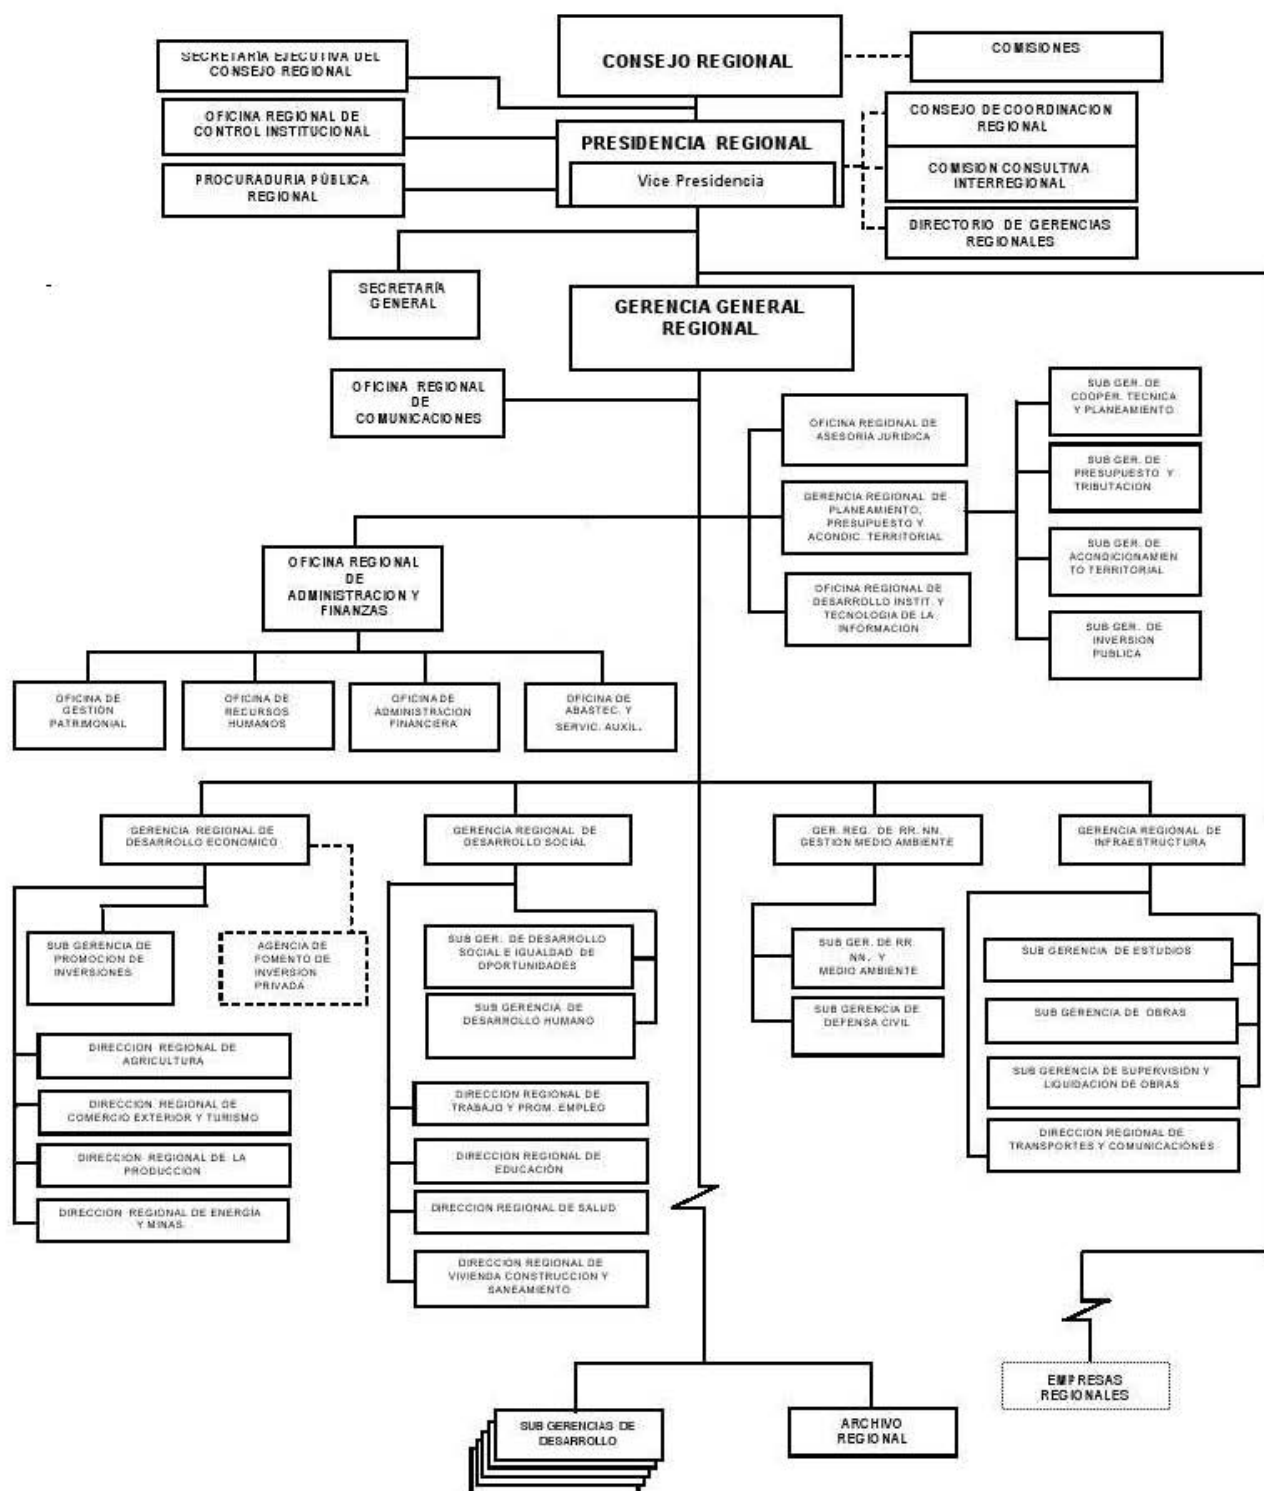 CONSEJO REGIONAL
COMISIONES
SECRETARÍA EJECUTIVA DEL
CONSEJO REGIONAL
OFICINA REGIONAL DE
CONTROL INSTITUCIONAL
PROCURADURIA PÚBLICA
REGIONAL
PRESIDENCIA REGIONAL
Vice Presidencia
CONSEJO DE COORDINACION
REGIONAL
COMISION CONSULTIVA
INTERREGIONAL
DIRECTORIO DE GERENCIAS
REGIONALES
SECRETARÍA
GENERAL
GERENCIA GENERAL
REGIONAL
OFICINA REGIONAL
DE
COMUNICACIONES
OFICINA REGIONAL DE
ASESORÍA JURIDICA
GERENCIA REGIONAL DE
PLANEAMIENTO,
PRESUPUESTO Y
ACONDIC. TERRITORIAL
OFICINA REGIONAL DE
DESARROLLO INSTIT. Y
TECNOLOGIA DE LA
INFORMACION
SUB GER. DE
COOPER. TECNICA
Y PLANEAMIENTO
SUB GER. DE
PRESUPUESTO Y
TRIBUTACION
SUB GER. DE
ACONDICIONAMIEN
TO TERRITORIAL
SUB GER. DE
INVERSION
PUBLICA
OFICINA REGIONAL
DE
ADMINISTRACION Y
FINANZAS
OFICINA DE
GESTIÓN
PATRIMONIAL
OFICINA DE
RECURSOS
HUMANOS
OFICINA DE
ADMINISTRACION
FINANCIERA
OFICINA DE
ABASTEC. Y
SERVIC. AUXIL.
GERENCIA REGIONAL DE
DESARROLLO ECONOMICO
GERENCIA REGIONAL DE
DESARROLLO SOCIAL
GER. REG. DE RR. NN.
GESTION MEDIO AMBIENTE
GERENCIA REGIONAL DE
INFRAESTRUCTURA
SUB GERENCIA DE
PROMOCION DE
INVERSIONES
AGENCIA DE
FOMENTO DE
INVERSION
PRIVADA
DIRECCION REGIONAL DE
AGRICULTURA
DIRECCION REGIONAL DE
COMERCIO EXTERIOR Y TURISMO
DIRECCION REGIONAL DE LA
PRODUCCION
DIRECCION REGIONAL DE ENERGÍA
Y MINAS.
SUB GER. DE DESARROLLO
SOCIAL E IGUALDAD DE
OPORTUNIDADES
SUB GERENCIA DE
DESARROLLO HUMANO
DIRECCION REGIONAL DE
TRABAJO Y PROM. EMPLEO
DIRECCION REGIONAL DE
EDUCACIÓN
DIRECCION REGIONAL DE SALUD
DIRECCION REGIONAL DE
VIVIENDA CONSTRUCCION Y
SANEAMIENTO
SUB GER. DE RR.
NN. Y
MEDIO AMBIENTE
SUB GERENCIA DE
DEFENSA CIVIL
SUB GERENCIA DE ESTUDIOS
SUB GERENCIA DE OBRAS
SUB GERENCIA DE SUPERVISIÓN Y
LIQUIDACION DE OBRAS
DIRECCION REGIONAL DE
TRANSPORTES Y COMUNICACIÓNES
EMPRESAS
REGIONALES
SUB GERENCIAS DE
DESARROLLO
ARCHIVO
REGIONAL